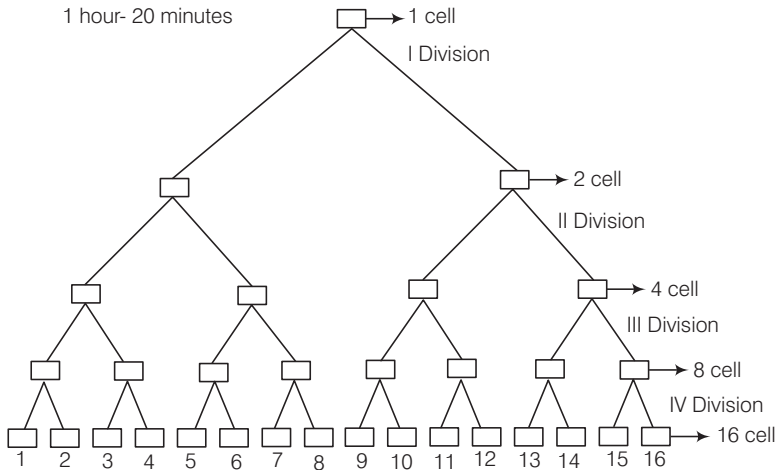 1 hour- 20 minutes
1 cell
I Division
2 cell
II Division
4 cell
III Division
8 cell
IV Division
16 cell
1 2 3 4 5 6 7 8 9 10 11 12 13 14 15 16